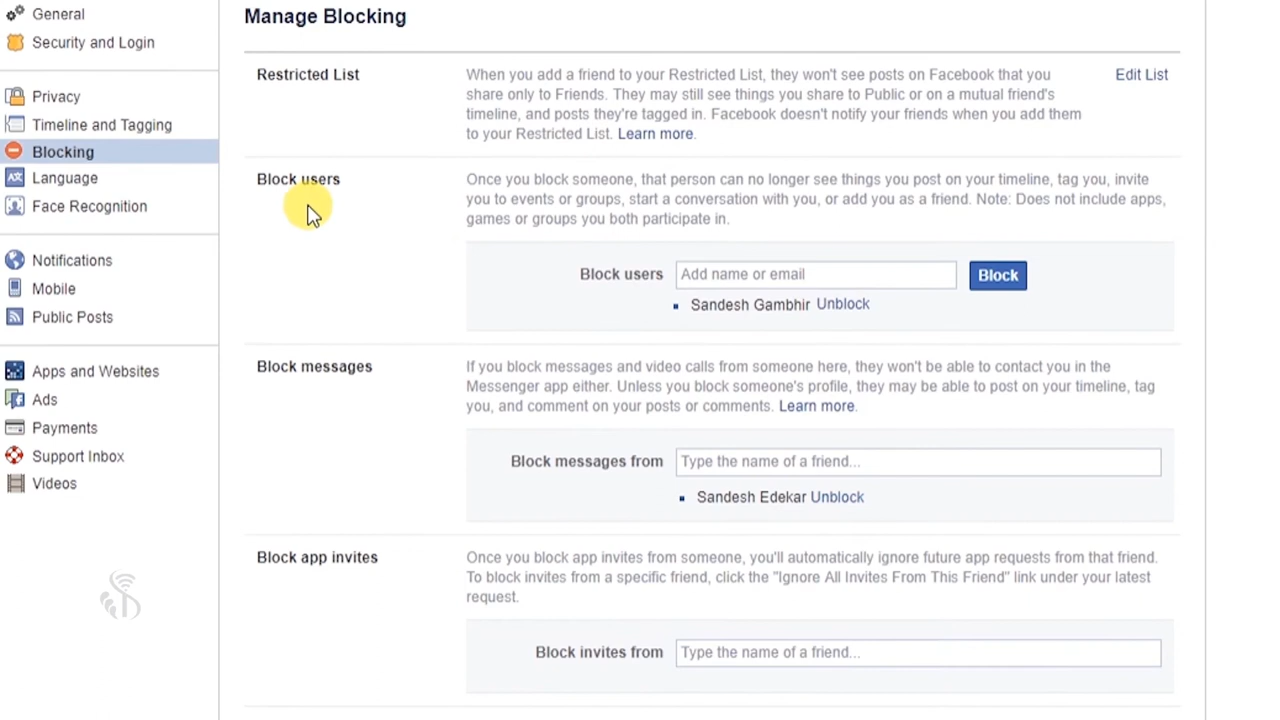 General
Security and Login
Privacy
Timeline and Tagging
Blocking
Language
Face Recognition
Notifications
Mobile
Public Posts
Apps and Websites
Ads
Payments
Support Inbox
Videos
Manage Blocking
Restricted List
When you add a friend to your Restricted List, they won't see posts on Facebook that you
share only to Friends. They may still see things you share to Public or on a mutual friend's
timeline, and posts they're tagged in. Facebook doesn't notify your friends when you add them
to your Restricted List. Learn more.
Edit List
Block users
Once you block someone, that person can no longer see things you post on your timeline, tag you, invite
you to events or groups, start a conversation with you, or add you as a friend. Note: Does not include apps,
games or groups you both participate in.
Block users Add name or email Block
Sandesh Gambhir Unblock
Block messages
If you block messages and video calls from someone here, they won't be able to contact you in the
Messenger app either. Unless you block someone's profile, they may be able to post on your timeline, tag
you, and comment on your posts or comments. Learn more.
Block messages from Type the name of a friend...
Sandesh Edekar Unblock
Block app invites
Once you block app invites from someone, you'll automatically ignore future app requests from that friend.
To block invites from a specific friend, click the "Ignore All Invites From This Friend" link under your latest
request.
Block invites from Type the name of a friend...